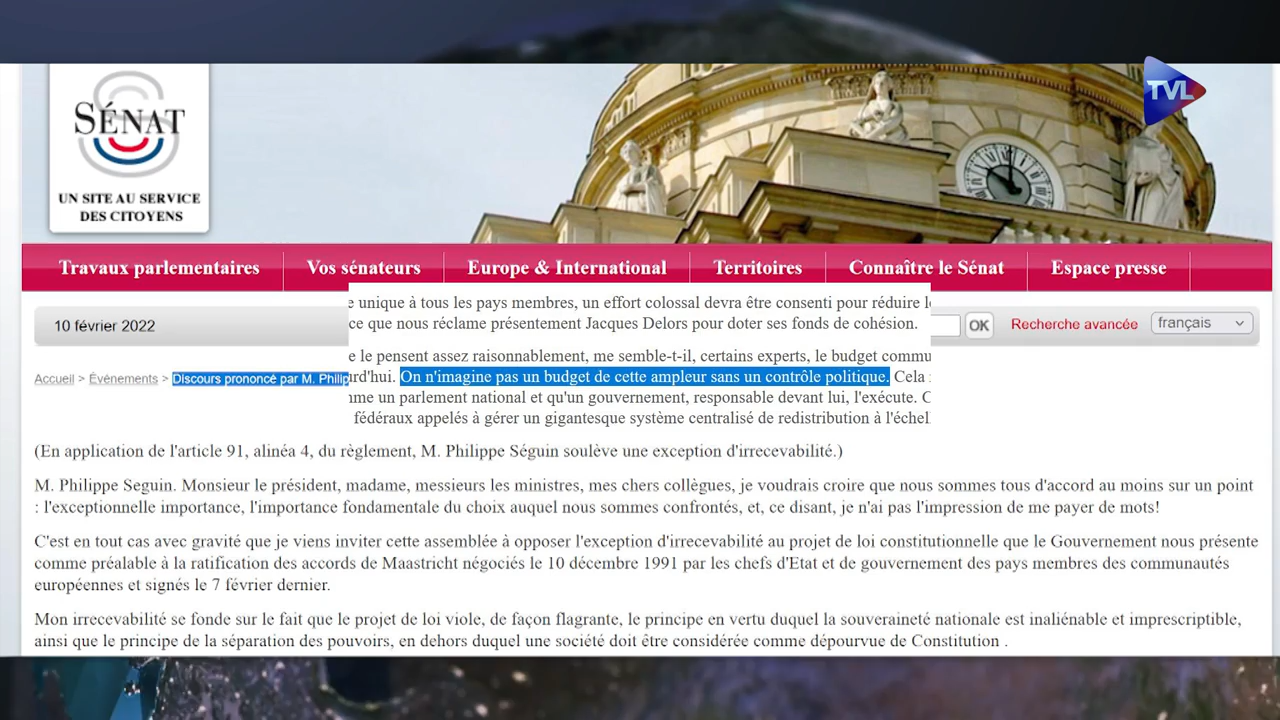 TVL
SÉNAT
UN SITE AU SERVICE
DES CITOYENS
Travaux parlementaires
Vos sénateurs
Europe & International
Territoires
Connaître le Sénat
Espace presse
10 février 2022
OK
Recherche avancée
français
Accueil > Événements > Discours prononcé par M. Philip
unique à tous les pays membres, un effort colossal devra être consenti pour réduire
ce que nous réclame présentement Jacques Delors pour doter ses fonds de cohésion.
le pensent assez raisonnablement, me semble-t-il, certains experts, le budget commu
urd'hui. On n'imagine pas un budget de cette ampleur sans un contrôle politique. Cela
mme un parlement national et qu'un gouvernement, responsable devant lui, l'exécute.
fédéraux appelés à gérer un gigantesque système centralisé de redistribution à l'échel
(En application de l'article 91, alinéa 4, du règlement, M. Philippe Séguin soulève une exception d'irrecevabilité.)
M. Philippe Seguin. Monsieur le président, madame, messieurs les ministres, mes chers collègues, je voudrais croire que nous sommes tous d'accord au moins sur un point
: l'exceptionnelle importance, l'importance fondamentale du choix auquel nous sommes confrontés, et, ce disant, je n'ai pas l'impression de me payer de mots!
C'est en tout cas avec gravité que je viens inviter cette assemblée à opposer l'exception d'irrecevabilité au projet de loi constitutionnelle que le Gouvernement nous présente
comme préalable à la ratification des accords de Maastricht négociés le 10 décembre 1991 par les chefs d'Etat et de gouvernement des pays membres des communautés
européennes et signés le 7 février dernier.
Mon irrecevabilité se fonde sur le fait que le projet de loi viole, de façon flagrante, le principe en vertu duquel la souveraineté nationale est inaliénable et imprescriptible,
ainsi que le principe de la séparation des pouvoirs, en dehors duquel une société doit être considérée comme dépourvue de Constitution .